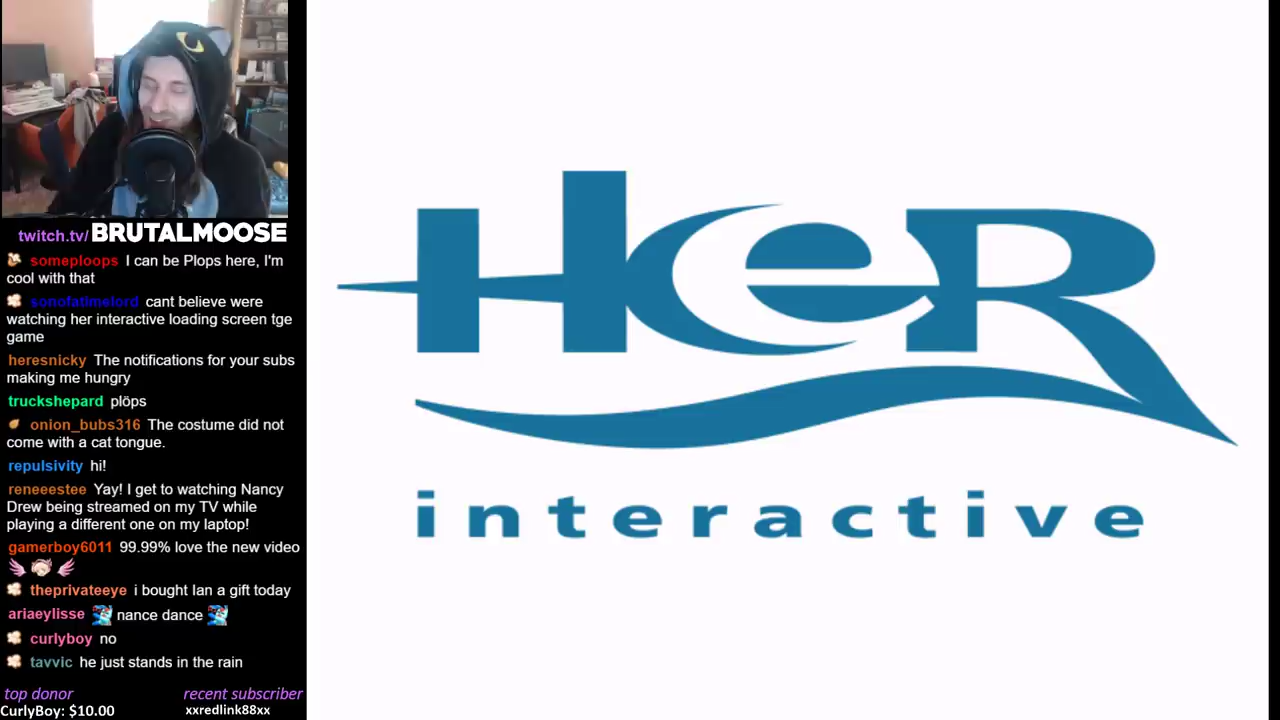 twitch.tv/BRUTALMOOSE
someploops I can be Plops here, I'm
cool with that
sonofatimelord cant believe were
watching her interactive loading screen tge
game
heresnicky The notifications for your subs
making me hungry
truckshepard plöps
onion_bubs316 The costume did not
come with a cat tongue.
repulsivity hi!
reneeestee Yay! I get to watching Nancy
Drew being streamed on my TV while
playing a different one on my laptop!
gamerboy6011 99.99% love the new video
theprivateeye i bought Ian a gift today
ariaeylisse nance dance
curlyboy no
tavvic he just stands in the rain
top donor
CurlyBoy: $10.00
recent subscriber
xxredlink88xx
HeR
interactive